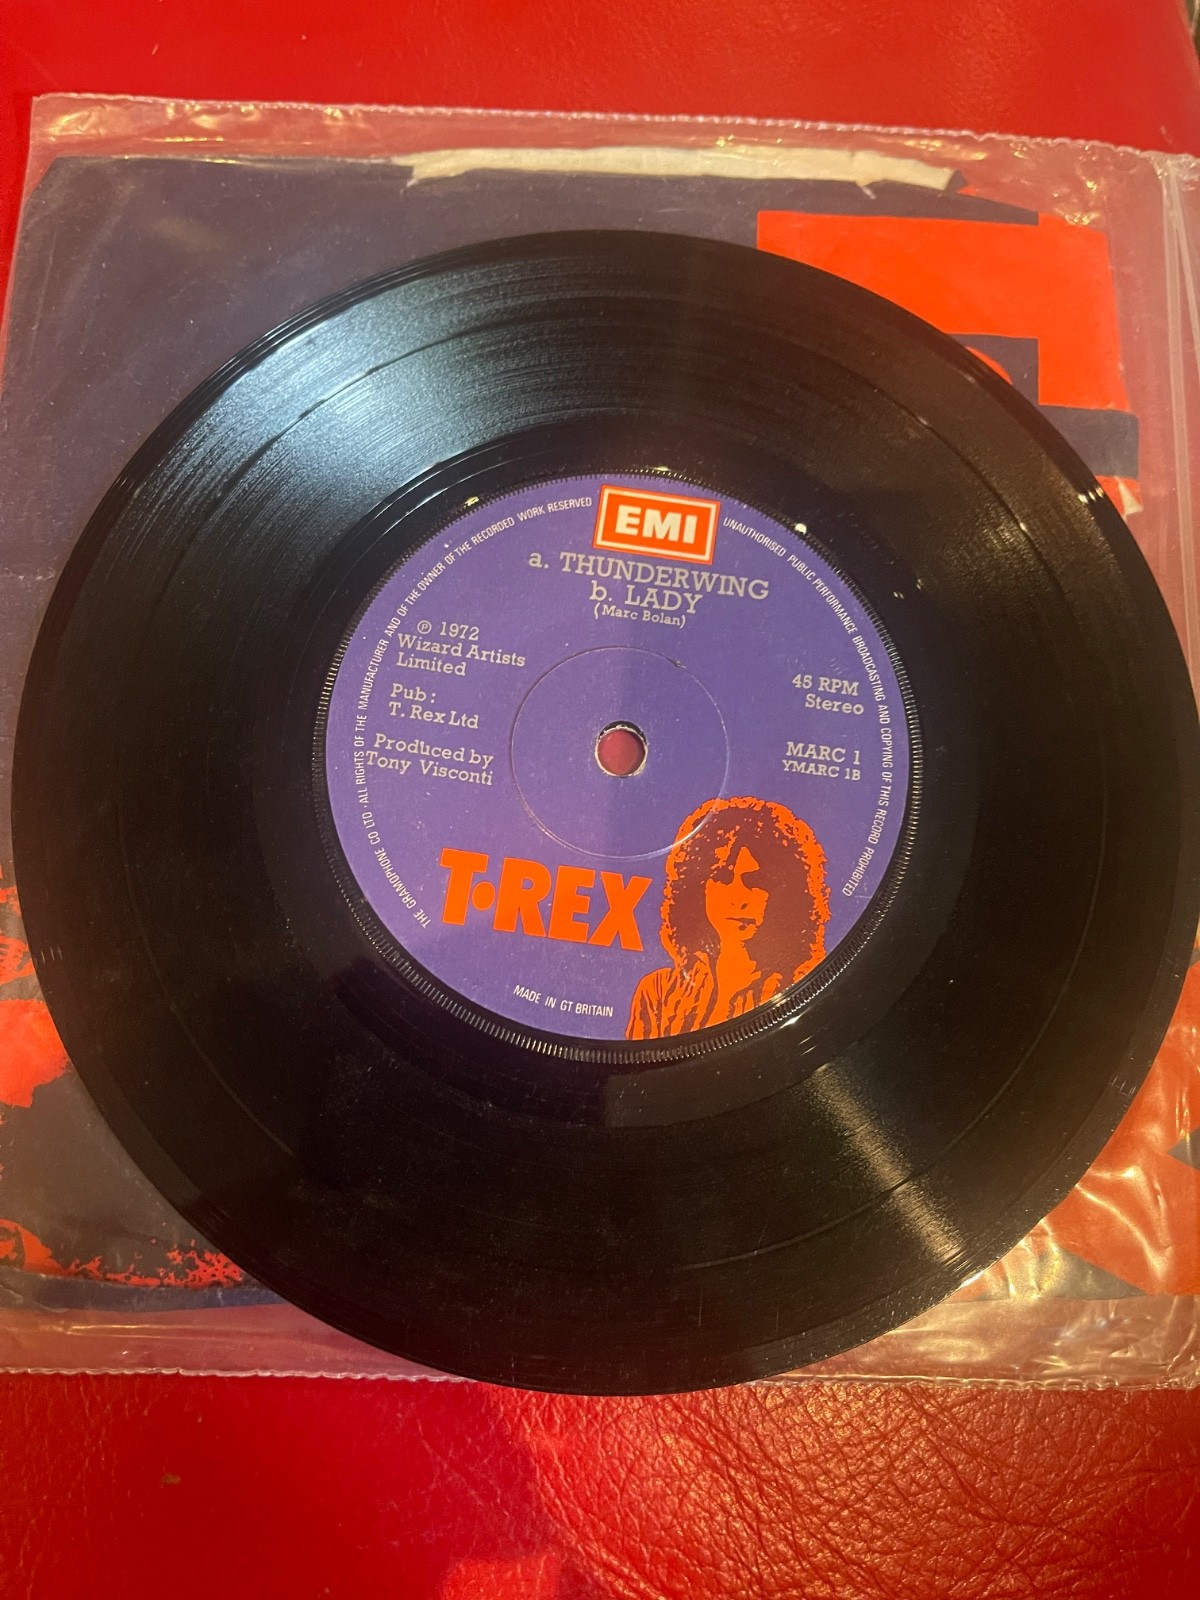 EMI
a. THUNDERWING
b. LADY
(Marc Bolan)
℗ 1972
Wizard Artists
Limited
Pub:
T. Rex Ltd
Produced by
Tony Visconti
45 RPM
Stereo
MARC 1
YMARC 1B
T·REX
MADE IN GT BRITAIN
THE GRAMOPHONE CO LTD · ALL RIGHTS OF THE MANUFACTURER AND OF THE OWNER OF THE RECORDED WORK RESERVED
UNAUTHORISED PUBLIC PERFORMANCE BROADCASTING AND COPYING OF THIS RECORD PROHIBITED